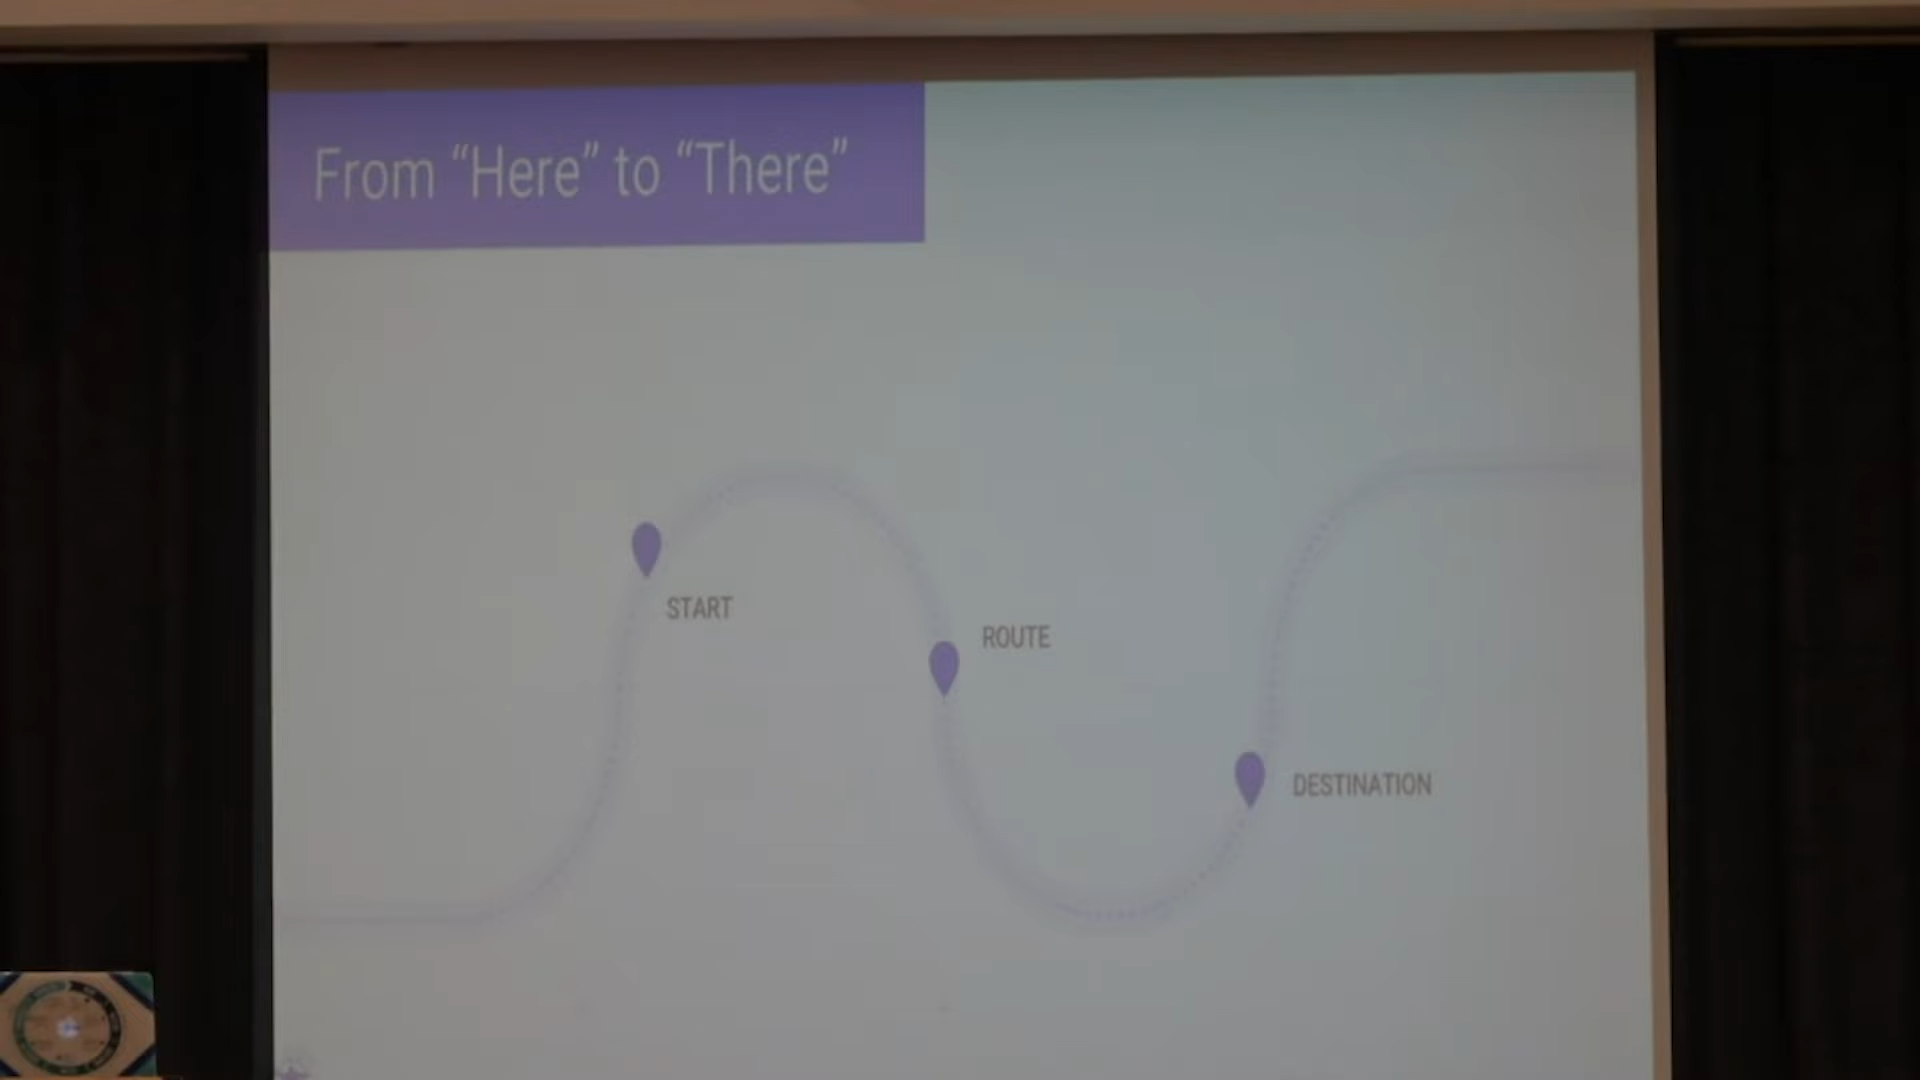 From “Here” to “There”
START
ROUTE
DESTINATION